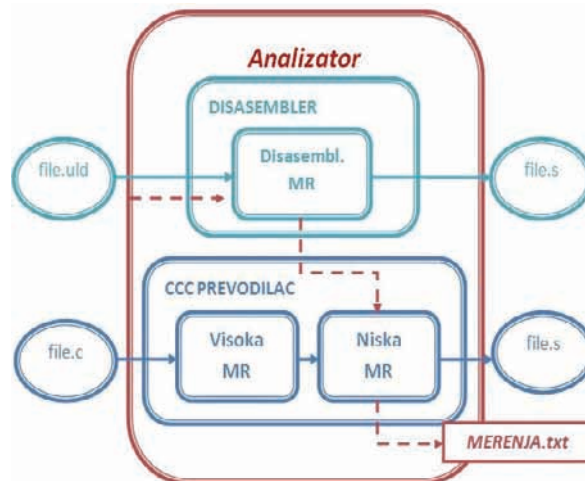 Analizator
DISASEMBLER
file.uld
Disasembl.
MR
file.s
CCC PREVODILAC
file.c
Visoka
MR
Niska
MR
file.s
MERENJA.txt